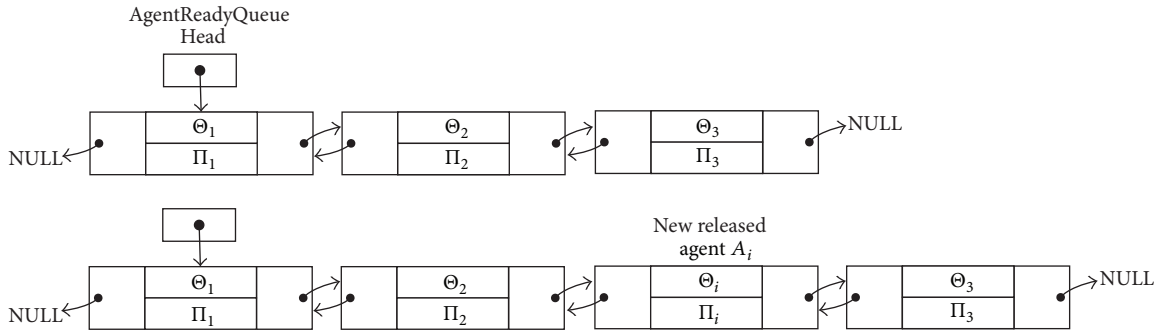 AgentReadyQueue
Head
Θ1 Θ2 Θ3
NULL Π1 Π2 Π3 NULL
New released
agent Ai
Θ1 Θ2 Θi Θ3
NULL Π1 Π2 Πi Π3 NULL